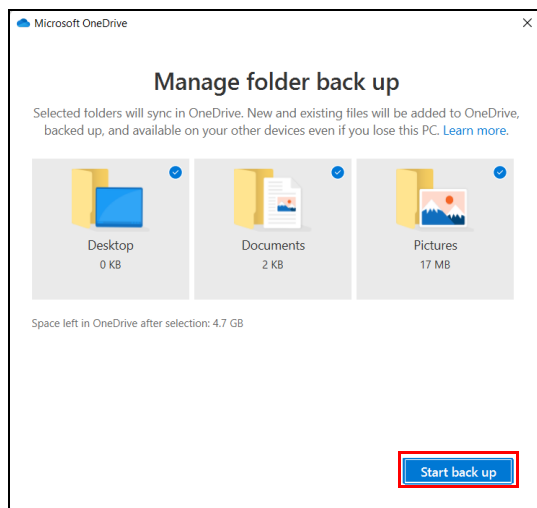 Microsoft OneDrive
Manage folder back up
Selected folders will sync in OneDrive. New and existing files will be added to OneDrive,
backed up, and available on your other devices even if you lose this PC. Learn more.
Desktop
0 KB
Documents
2 KB
Pictures
17 MB
Space left in OneDrive after selection: 4.7 GB
Start back up